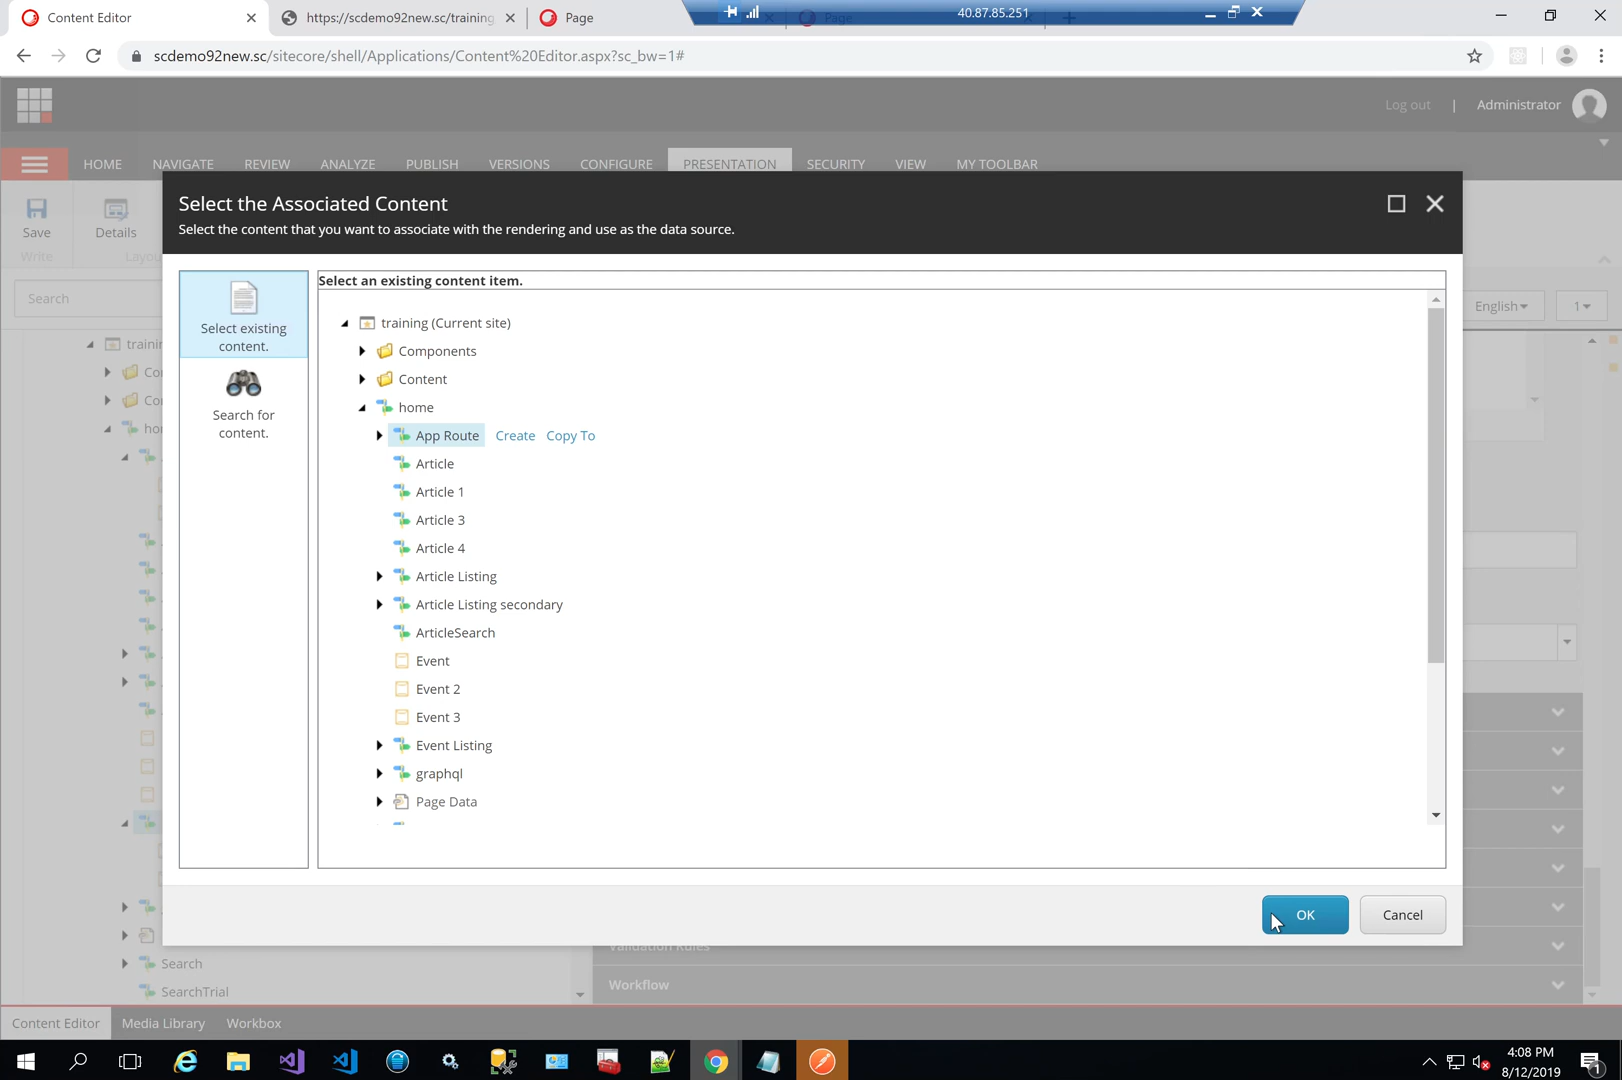 Content Editor
https://scdemo92new.sc/training
Page
40.87.85.251
Page
scdemo92new.sc/sitecore/shell/Applications/Content%20Editor.aspx?sc_bw=1#
Log out | Administrator
HOME NAVIGATE REVIEW ANALYZE PUBLISH VERSIONS CONFIGURE PRESENTATION SECURITY VIEW MY TOOLBAR
Select the Associated Content
Select the content that you want to associate with the rendering and use as the data source.
Save
Details
Write
Search
English
1
Select existing
content.
Search for
content.
Select an existing content item.
training (Current site)
Components
Content
home
App Route Create Copy To
Article
Article 1
Article 3
Article 4
Article Listing
Article Listing secondary
ArticleSearch
Event
Event 2
Event 3
Event Listing
graphql
Page Data
OK
Cancel
Validation Rules
Search
Workflow
SearchTrial
Content Editor Media Library Workbox
4:08 PM
8/12/2019
1